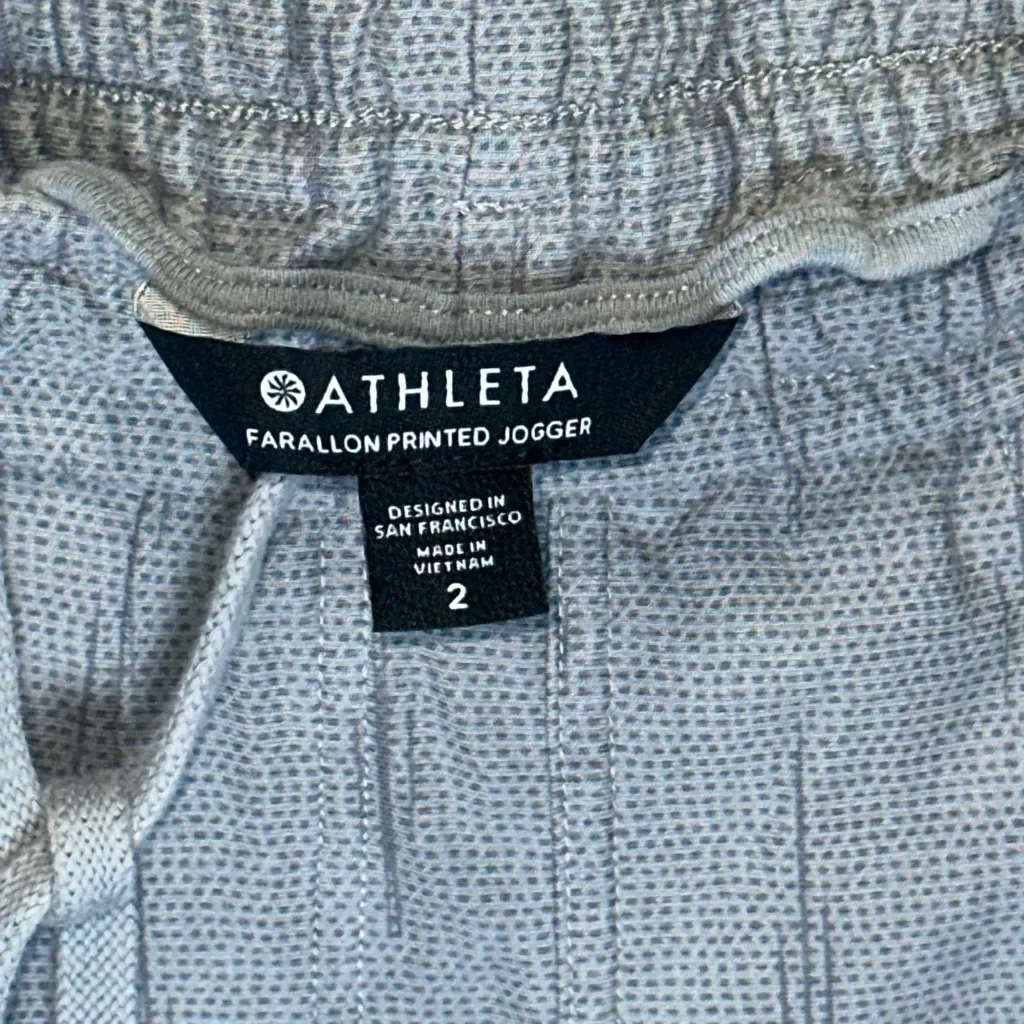 ATHLETA
FARALLON PRINTED JOGGER
DESIGNED IN
SAN FRANCISCO
MADE IN
VIETNAM
2